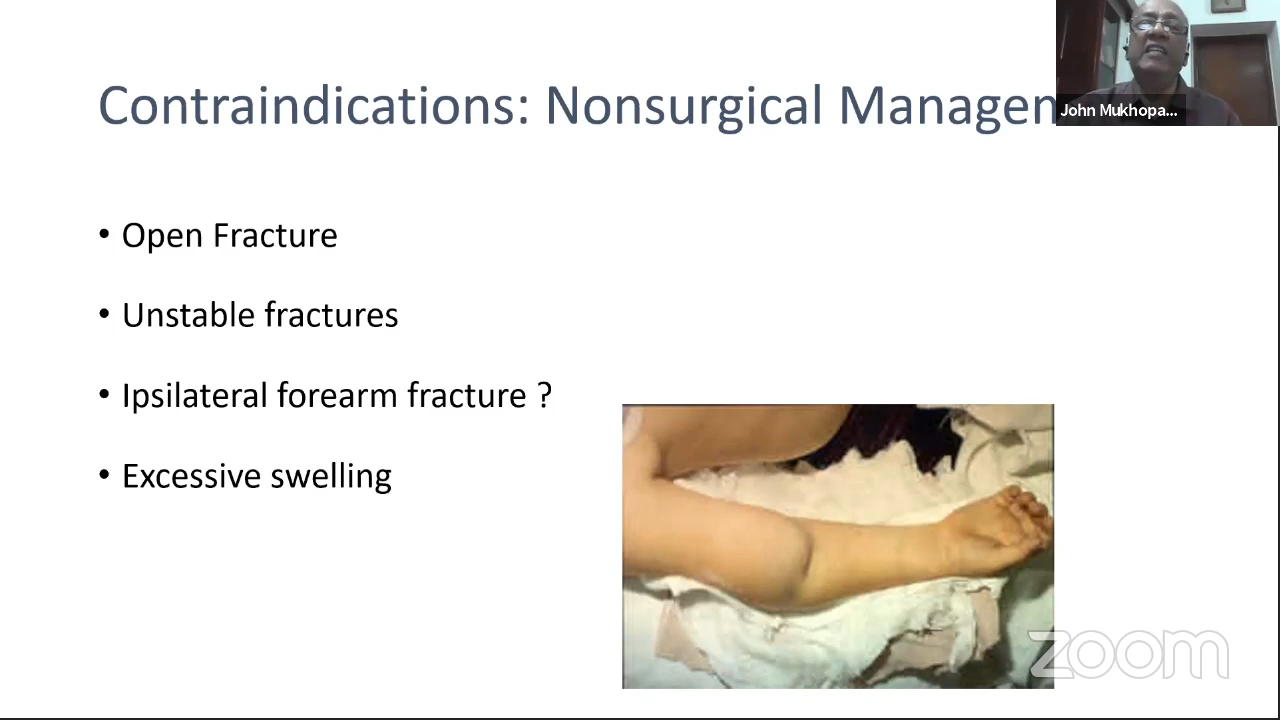 Contraindications: Nonsurgical Managem
John Mukhopa...
• Open Fracture
• Unstable fractures
• Ipsilateral forearm fracture ?
• Excessive swelling
zoom